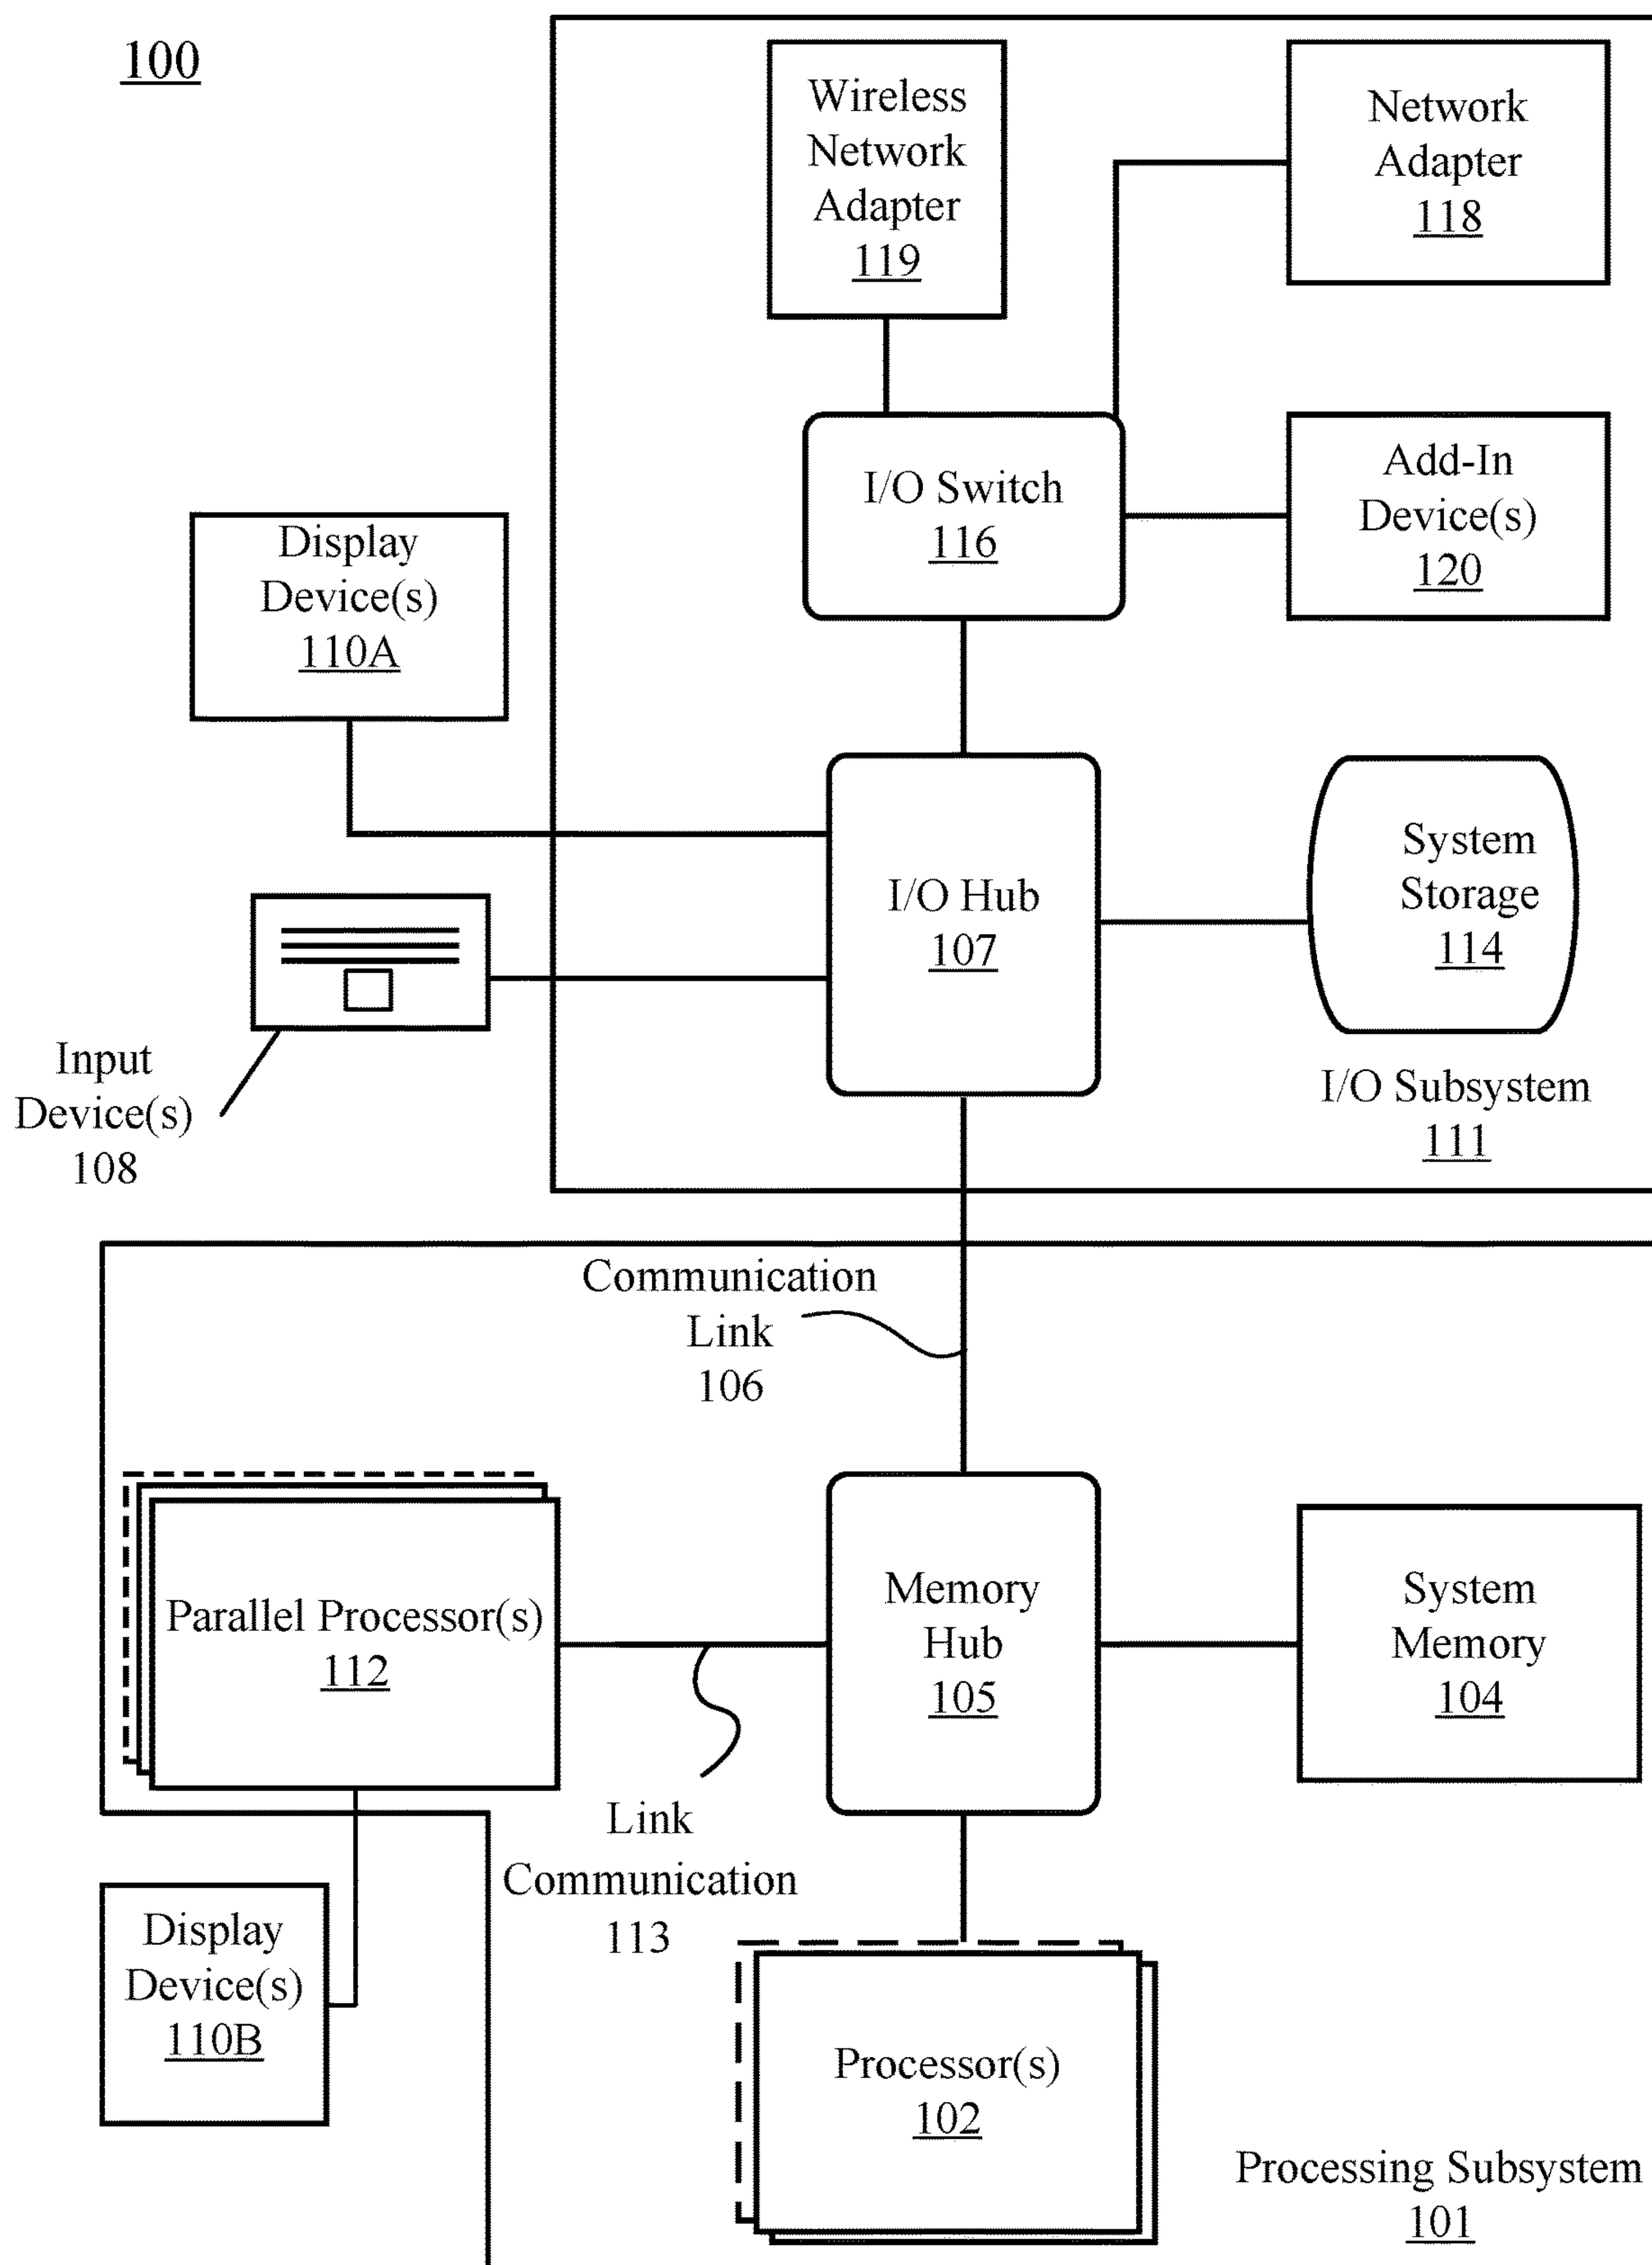 100
Wireless
Network
Adapter
119
Network
Adapter
118
I/O Switch
116
Add-In
Device(s)
120
Display
Device(s)
110A
I/O Hub
107
System
Storage
114
Input
Device(s)
108
I/O Subsystem
111
Communication
Link
106
Parallel Processor(s)
112
Memory
Hub
105
System
Memory
104
Link
Communication
113
Display
Device(s)
110B
Processor(s)
102
Processing Subsystem
101